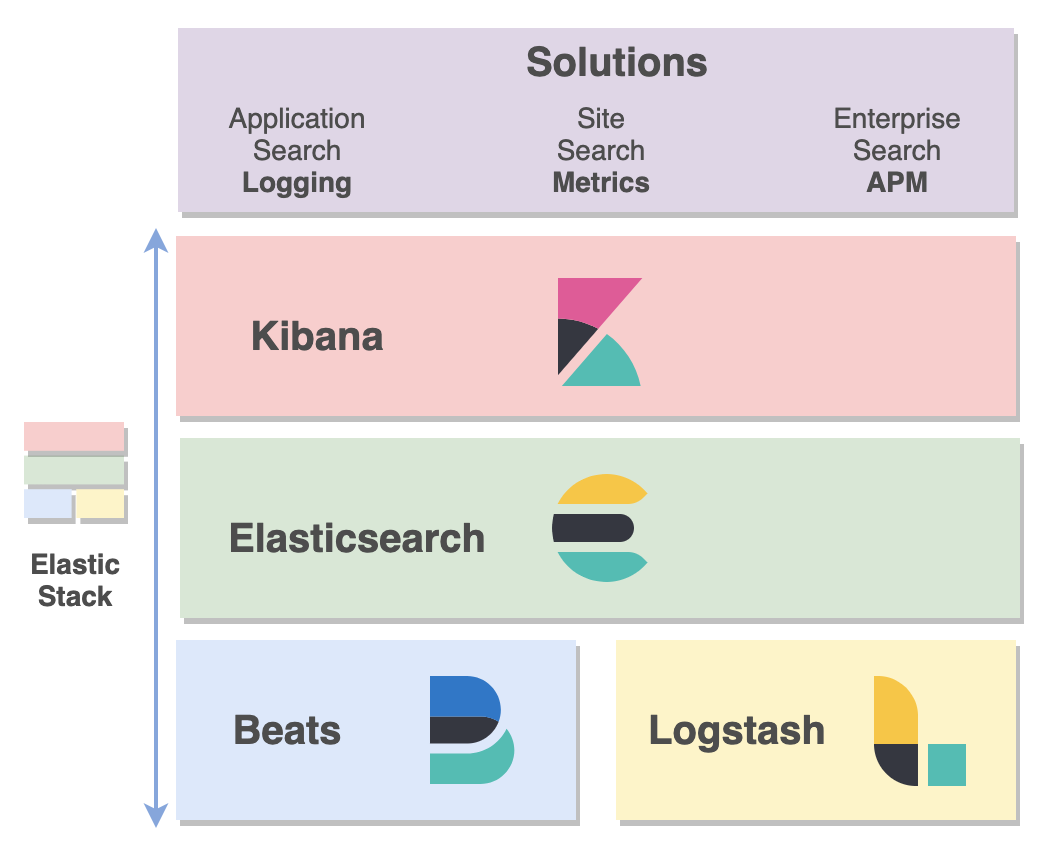 Solutions
Application
Search
Logging
Site
Search
Metrics
Enterprise
Search
APM
Kibana
Elasticsearch
Elastic
Stack
Beats
Logstash